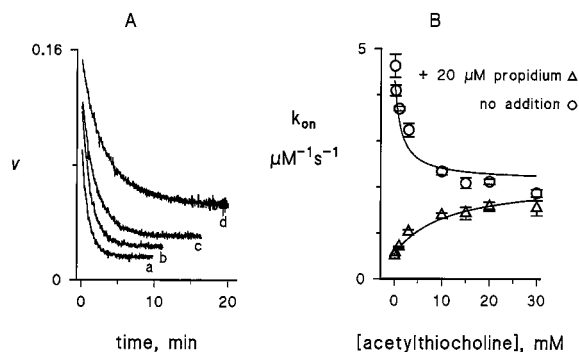 A
0.16
v
0
a
b
c
d
0
10
20
time, min
B
5
k on
μM⁻¹s⁻¹
0
+ 20 μM propidium △
no addition ○
0
10
20
30
[acetylthiocholine], mM